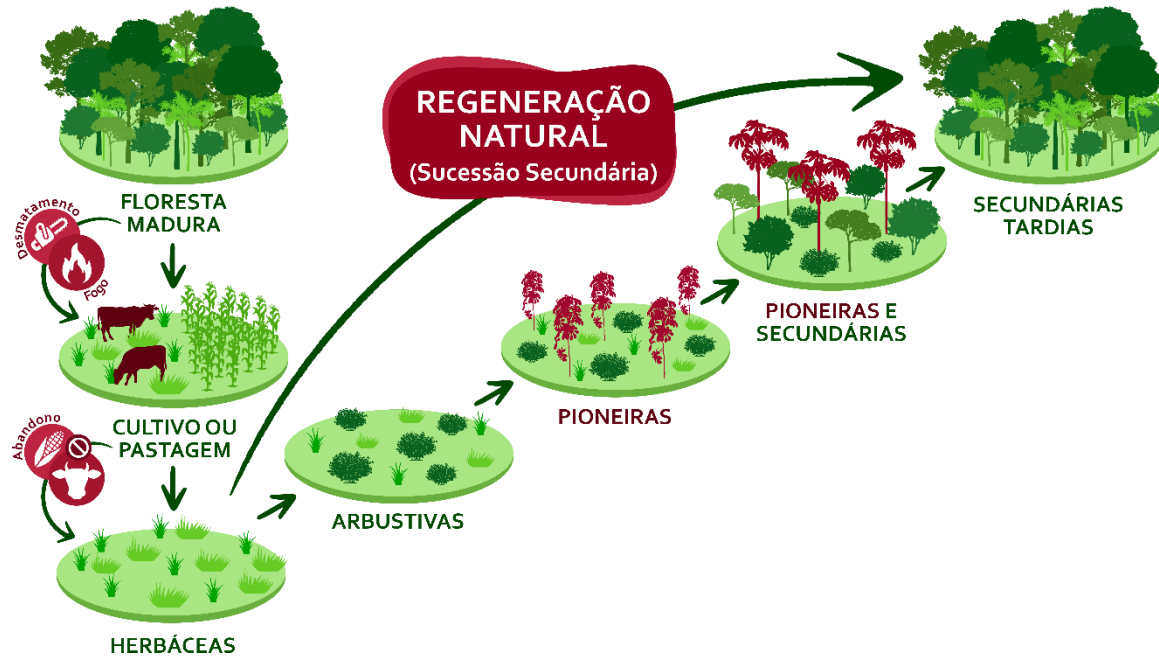 REGENERAÇÃO
NATURAL
(Sucessão Secundária)
FLORESTA
MADURA
Desmatamento
Fogo
CULTIVO OU
PASTAGEM
Abandono
HERBÁCEAS
ARBUSTIVAS
PIONEIRAS
PIONEIRAS E
SECUNDÁRIAS
SECUNDÁRIAS
TARDIAS